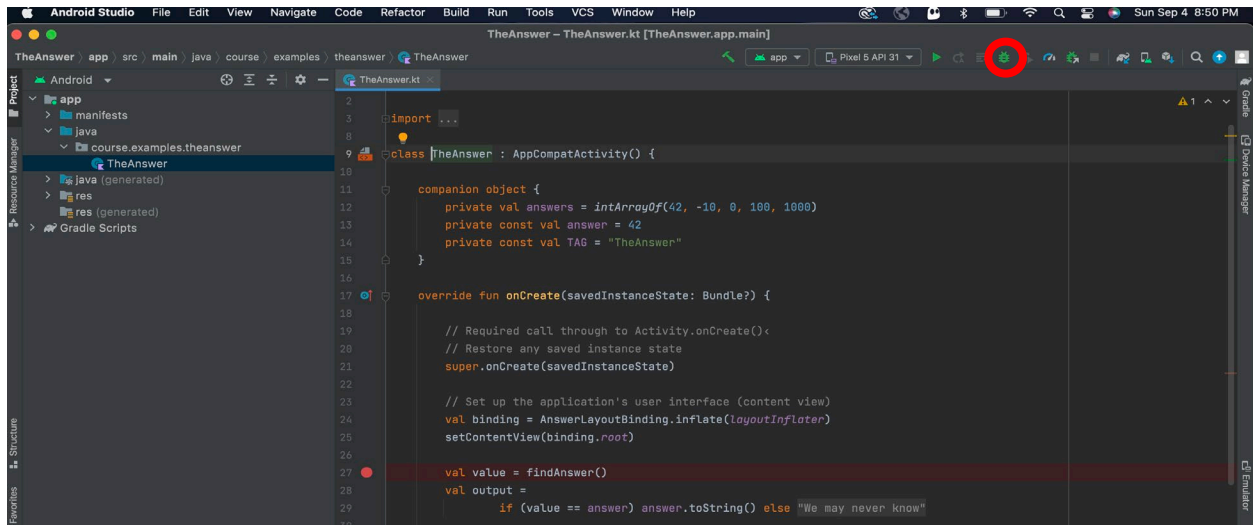 Android Studio File Edit View Navigate Code Refactor Build Run Tools VCS Window Help Sun Sep 4 8:50 PM
TheAnswer – TheAnswer.kt [TheAnswer.app.main]
TheAnswer app src main java course examples theanswer TheAnswer app Pixel 5 API 31
Project
Android
TheAnswer.kt
Gradle
app
2
1
manifests
3 import ...
java
8
course.examples.theanswer
9 class TheAnswer : AppCompatActivity() {
Resource Manager
Device Manager
TheAnswer
10
java (generated)
11 companion object {
res
12 private val answers = intArrayOf(42, -10, 0, 100, 1000)
res (generated)
13 private const val answer = 42
Gradle Scripts
14 private const val TAG = "TheAnswer"
15 }
16
17 override fun onCreate(savedInstanceState: Bundle?) {
18
19 // Required call through to Activity.onCreate()<
20 // Restore any saved instance state
21 super.onCreate(savedInstanceState)
22
23 // Set up the application's user interface (content view)
24 val binding = AnswerLayoutBinding.inflate(layoutInflater)
25 setContentView(binding.root)
Structure
26
27 val value = findAnswer()
28 val output =
29 if (value == answer) answer.toString() else "We may never know"
Favorites
Emulator